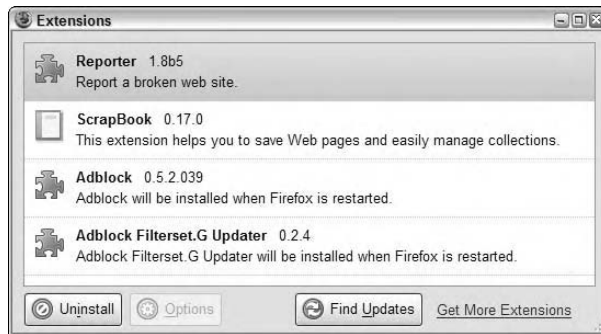 Extensions
Reporter 1.8b5
Report a broken web site.
ScrapBook 0.17.0
This extension helps you to save Web pages and easily manage collections.
Adblock 0.5.2.039
Adblock will be installed when Firefox is restarted.
Adblock Filterset.G Updater 0.2.4
Adblock Filterset.G Updater will be installed when Firefox is restarted.
Uninstall Options Find Updates Get More Extensions